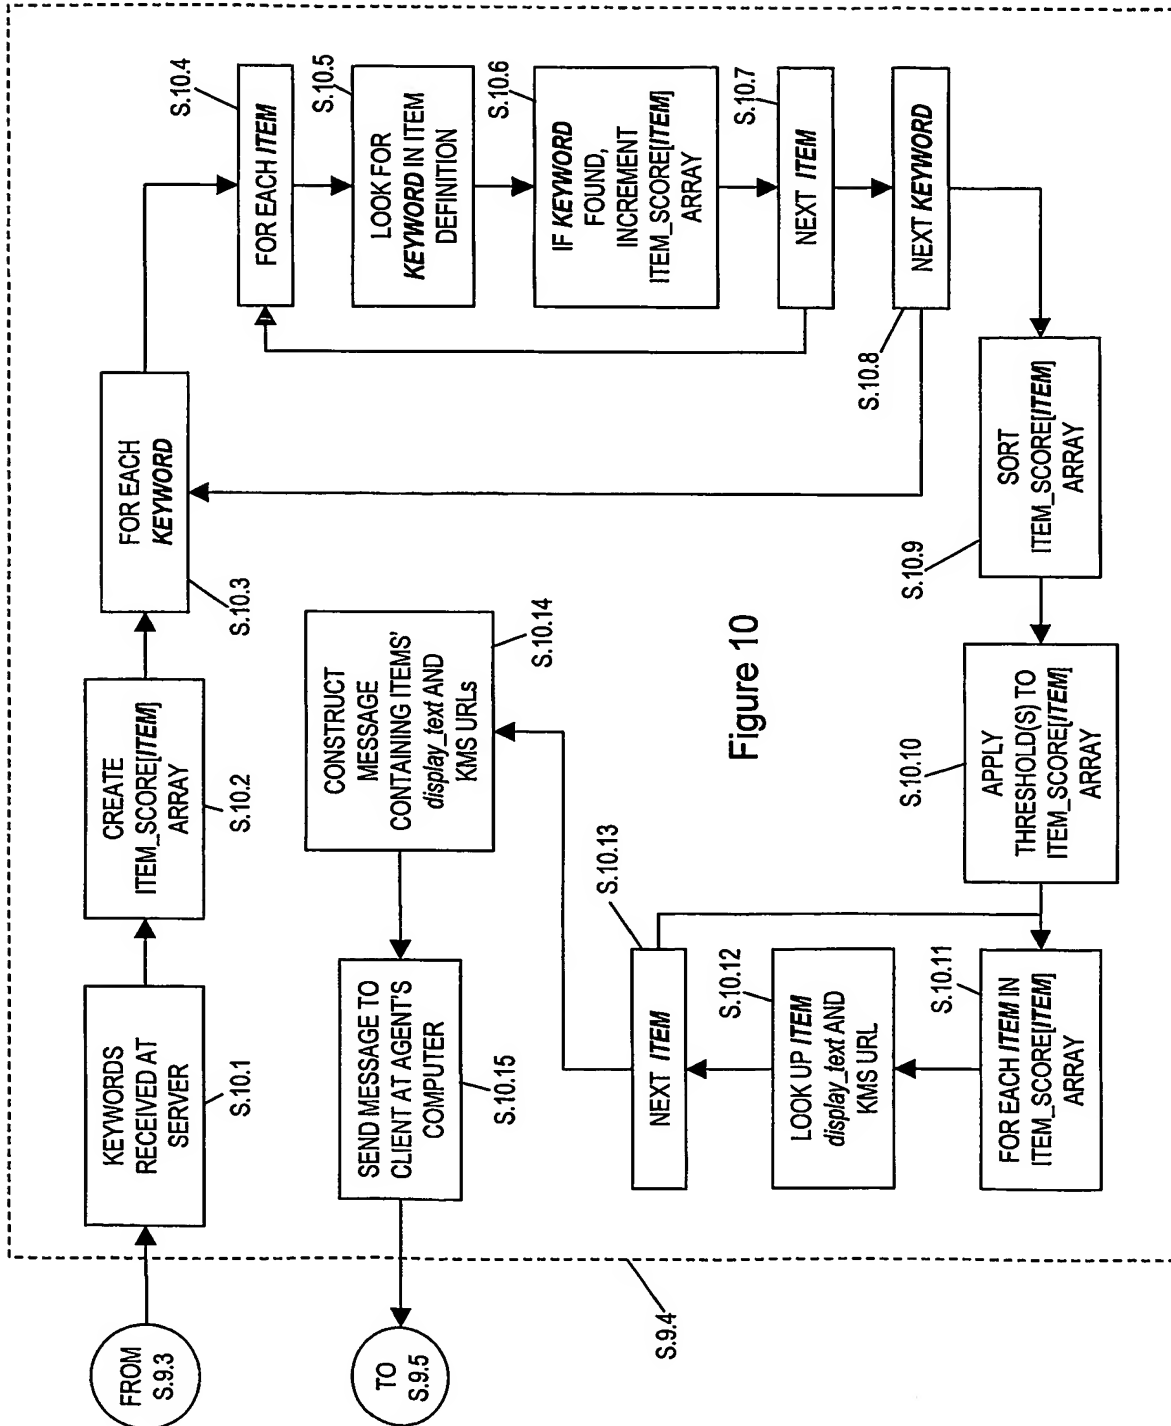 FROM
S.9.3
KEYWORDS
RECEIVED AT
SERVER
S.10.1
CREATE
ITEM_SCORE[ITEM]
ARRAY
S.10.2
FOR EACH
KEYWORD
S.10.3
FOR EACH ITEM
S.10.4
LOOK FOR
KEYWORD IN ITEM
DEFINITION
S.10.5
IF KEYWORD
FOUND,
INCREMENT
ITEM_SCORE[ITEM]
ARRAY
S.10.6
NEXT ITEM
S.10.7
NEXT KEYWORD
S.10.8
SORT
ITEM_SCORE[ITEM]
ARRAY
S.10.9
APPLY
THRESHOLD(S) TO
ITEM_SCORE[ITEM]
ARRAY
S.10.10
FOR EACH ITEM IN
ITEM_SCORE[ITEM]
ARRAY
S.10.11
LOOK UP ITEM
display_text AND
KMS URL
S.10.12
NEXT ITEM
S.10.13
CONSTRUCT
MESSAGE
CONTAINING ITEMS'
display_text AND
KMS URLs
S.10.14
SEND MESSAGE TO
CLIENT AT AGENT'S
COMPUTER
S.10.15
TO
S.9.5
S.9.4
Figure 10